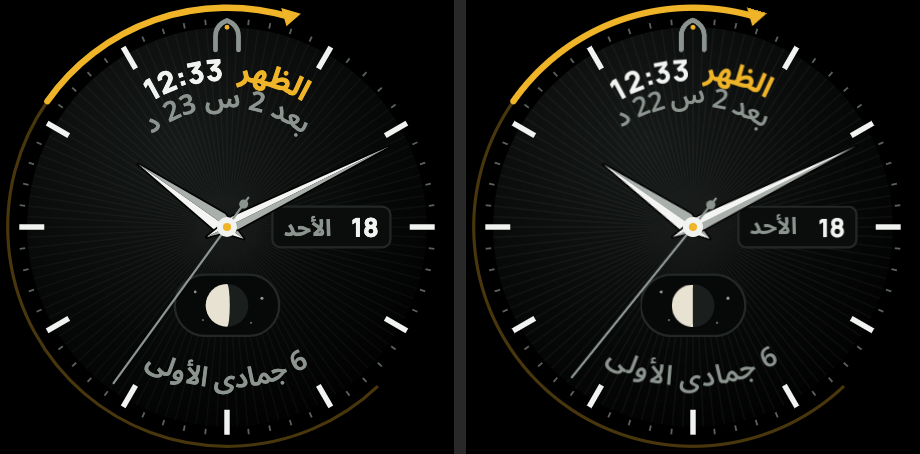 الظهر 12:33
بعد 2 س 23 د
الأحد 18
6 جمادى الأولى
الظهر 12:33
بعد 2 س 22 د
الأحد 18
6 جمادى الأولى